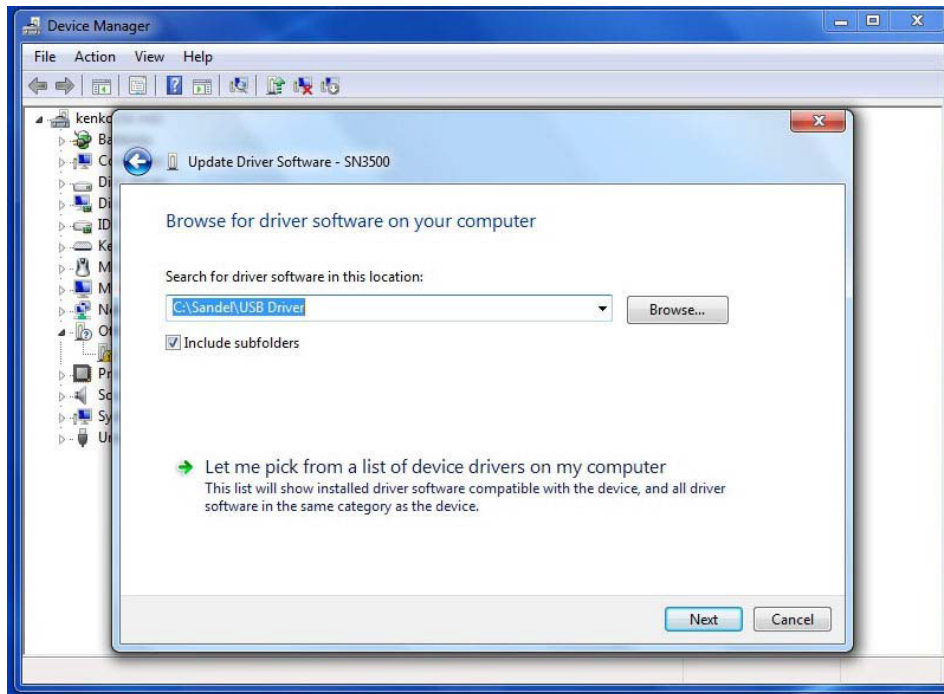 Device Manager
File Action View Help
kenko
Update Driver Software - SN3500
Browse for driver software on your computer
Search for driver software in this location:
C:\Sandel\USB Driver
Browse...
Include subfolders
Let me pick from a list of device drivers on my computer
This list will show installed driver software compatible with the device, and all driver
software in the same category as the device.
Next Cancel